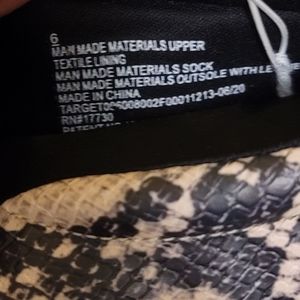 6
MAN MADE MATERIALS UPPER
TEXTILE LINING
MAN MADE MATERIALS SOCK
MAN MADE MATERIALS OUTSOLE WITH
MADE IN CHINA
RN#17730
PATENT